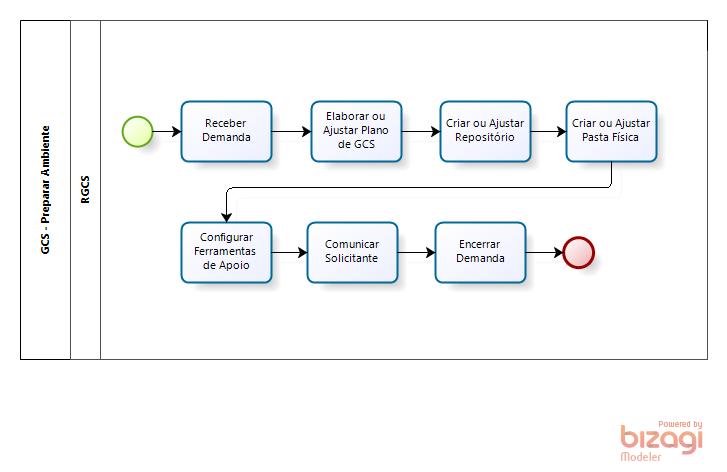 GCS - Preparar Ambiente
RGCS
Receber
Demanda
Elaborar ou
Ajustar Plano
de GCS
Criar ou Ajustar
Repositório
Criar ou Ajustar
Pasta Física
Configurar
Ferramentas
de Apoio
Comunicar
Solicitante
Encerrar
Demanda
Powered by
bizagi
Modeler